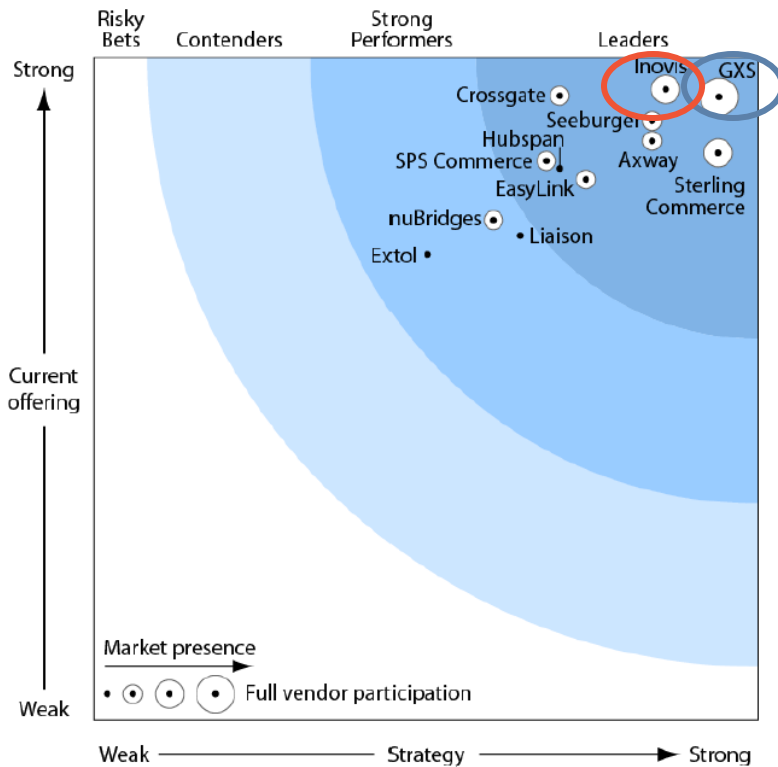 Risky
Bets
Contenders
Strong
Performers
Leaders
Strong
Inovis
GXS
Crossgate
Seeburger
Hubspan
SPS Commerce
Axway
EasyLink
Sterling
Commerce
nuBridges
Liaison
Extol
Current
offering
Market presence
Full vendor participation
Weak
Weak
Strategy
Strong